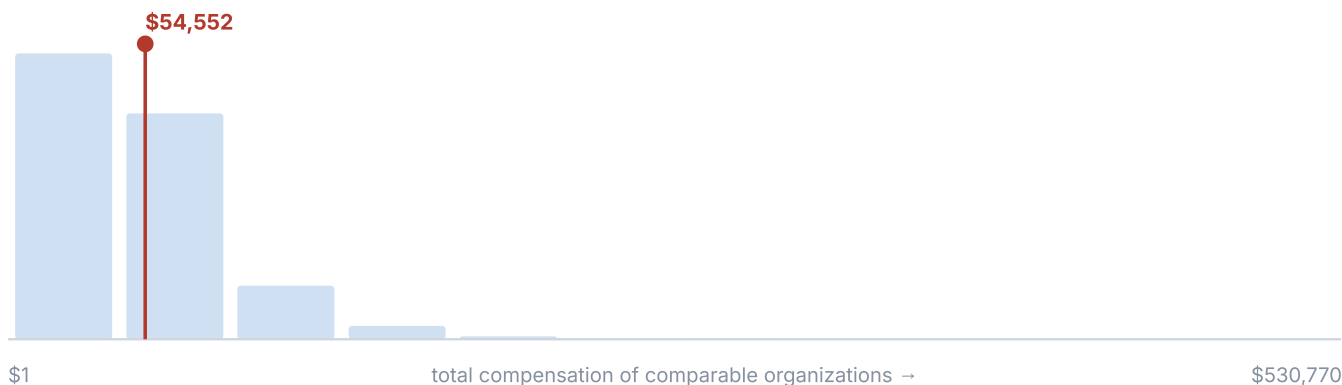 $54,552
$1 total compensation of comparable organizations → $530,770